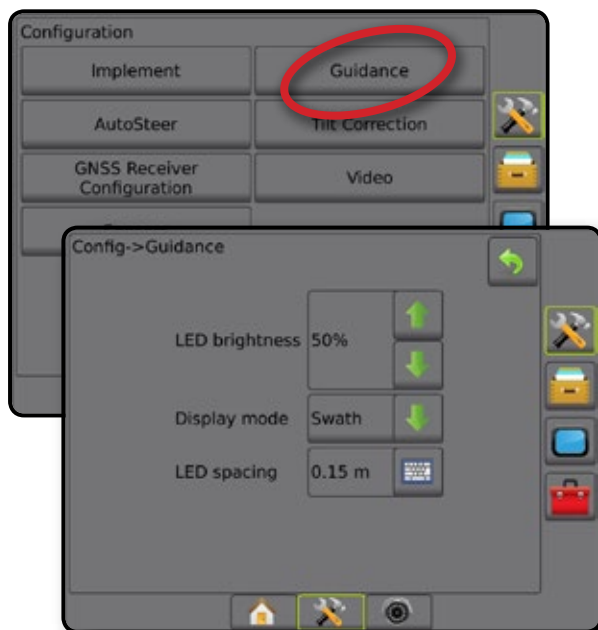 Configuration
Implement
Guidance
AutoSteer
Tilt Correction
GNSS Receiver
Configuration
Video
Config->Guidance
LED brightness
50%
Display mode
Swath
LED spacing
0.15 m